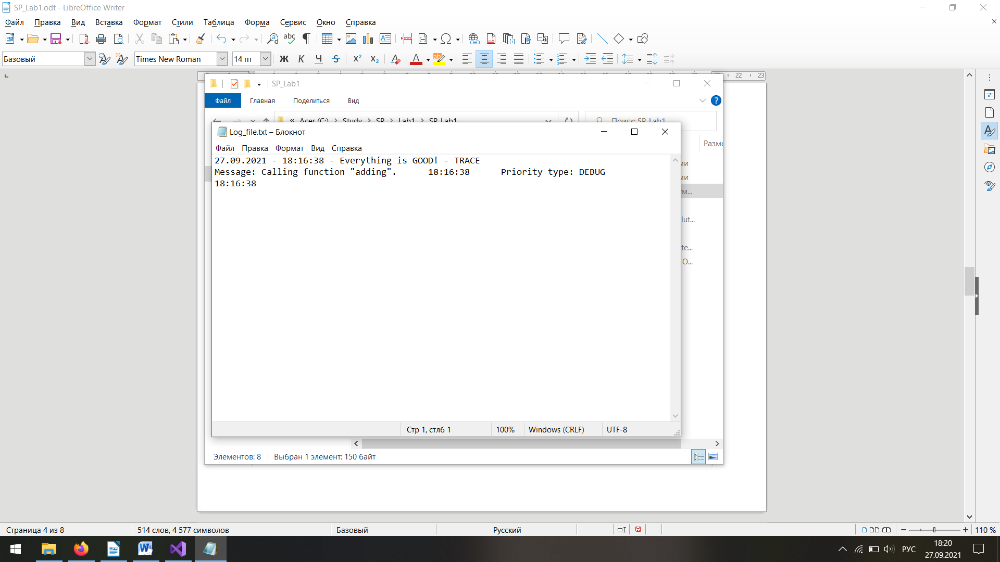 SP_Lab1.odt - LibreOffice Writer
Файл Правка Вид Вставка Формат Стили Таблица Форма Сервис Окно Справка
Базовый Times New Roman 14 пт Ж К Ч S
22 23
SP_Lab1
Файл Главная Поделиться Вид
« Acer (C:) > Study > SP > Lab1 > SP_Lab1 Поиск: SP_Lab1
Log_file.txt – Блокнот
Файл Правка Формат Вид Справка
Разме
27.09.2021 - 18:16:38 - Everything is GOOD! - TRACE
Message: Calling function "adding". 18:16:38 Priority type: DEBUG
18:16:38
ми
ми
ум...
lut...
te...
О...
Стр 1, стлб 1 100% Windows (CRLF) UTF-8
Элементов: 8 Выбран 1 элемент: 150 байт
Страница 4 из 8 514 слов, 4 577 символов Базовый Русский 110 %
РУС 18:20
27.09.2021